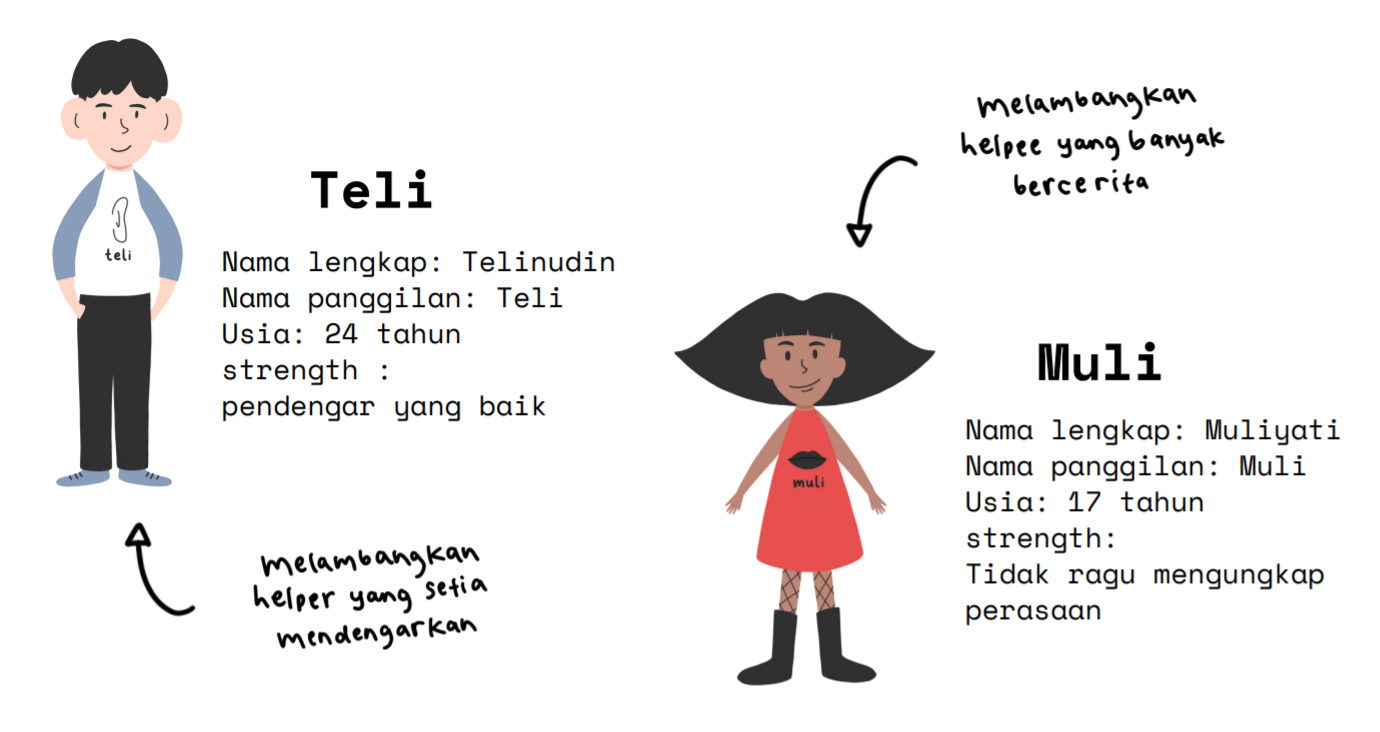 Teli
Nama lengkap: Telinudin
Nama panggilan: Teli
Usia: 24 tahun
strength :
pendengar yang baik
teli
melambangkan
helper yang setia
mendengarkan
melambangkan
helpee yang banyak
bercerita
Muli
Nama lengkap: Muliyati
Nama panggilan: Muli
Usia: 17 tahun
strength:
Tidak ragu mengungkap
perasaan
muli